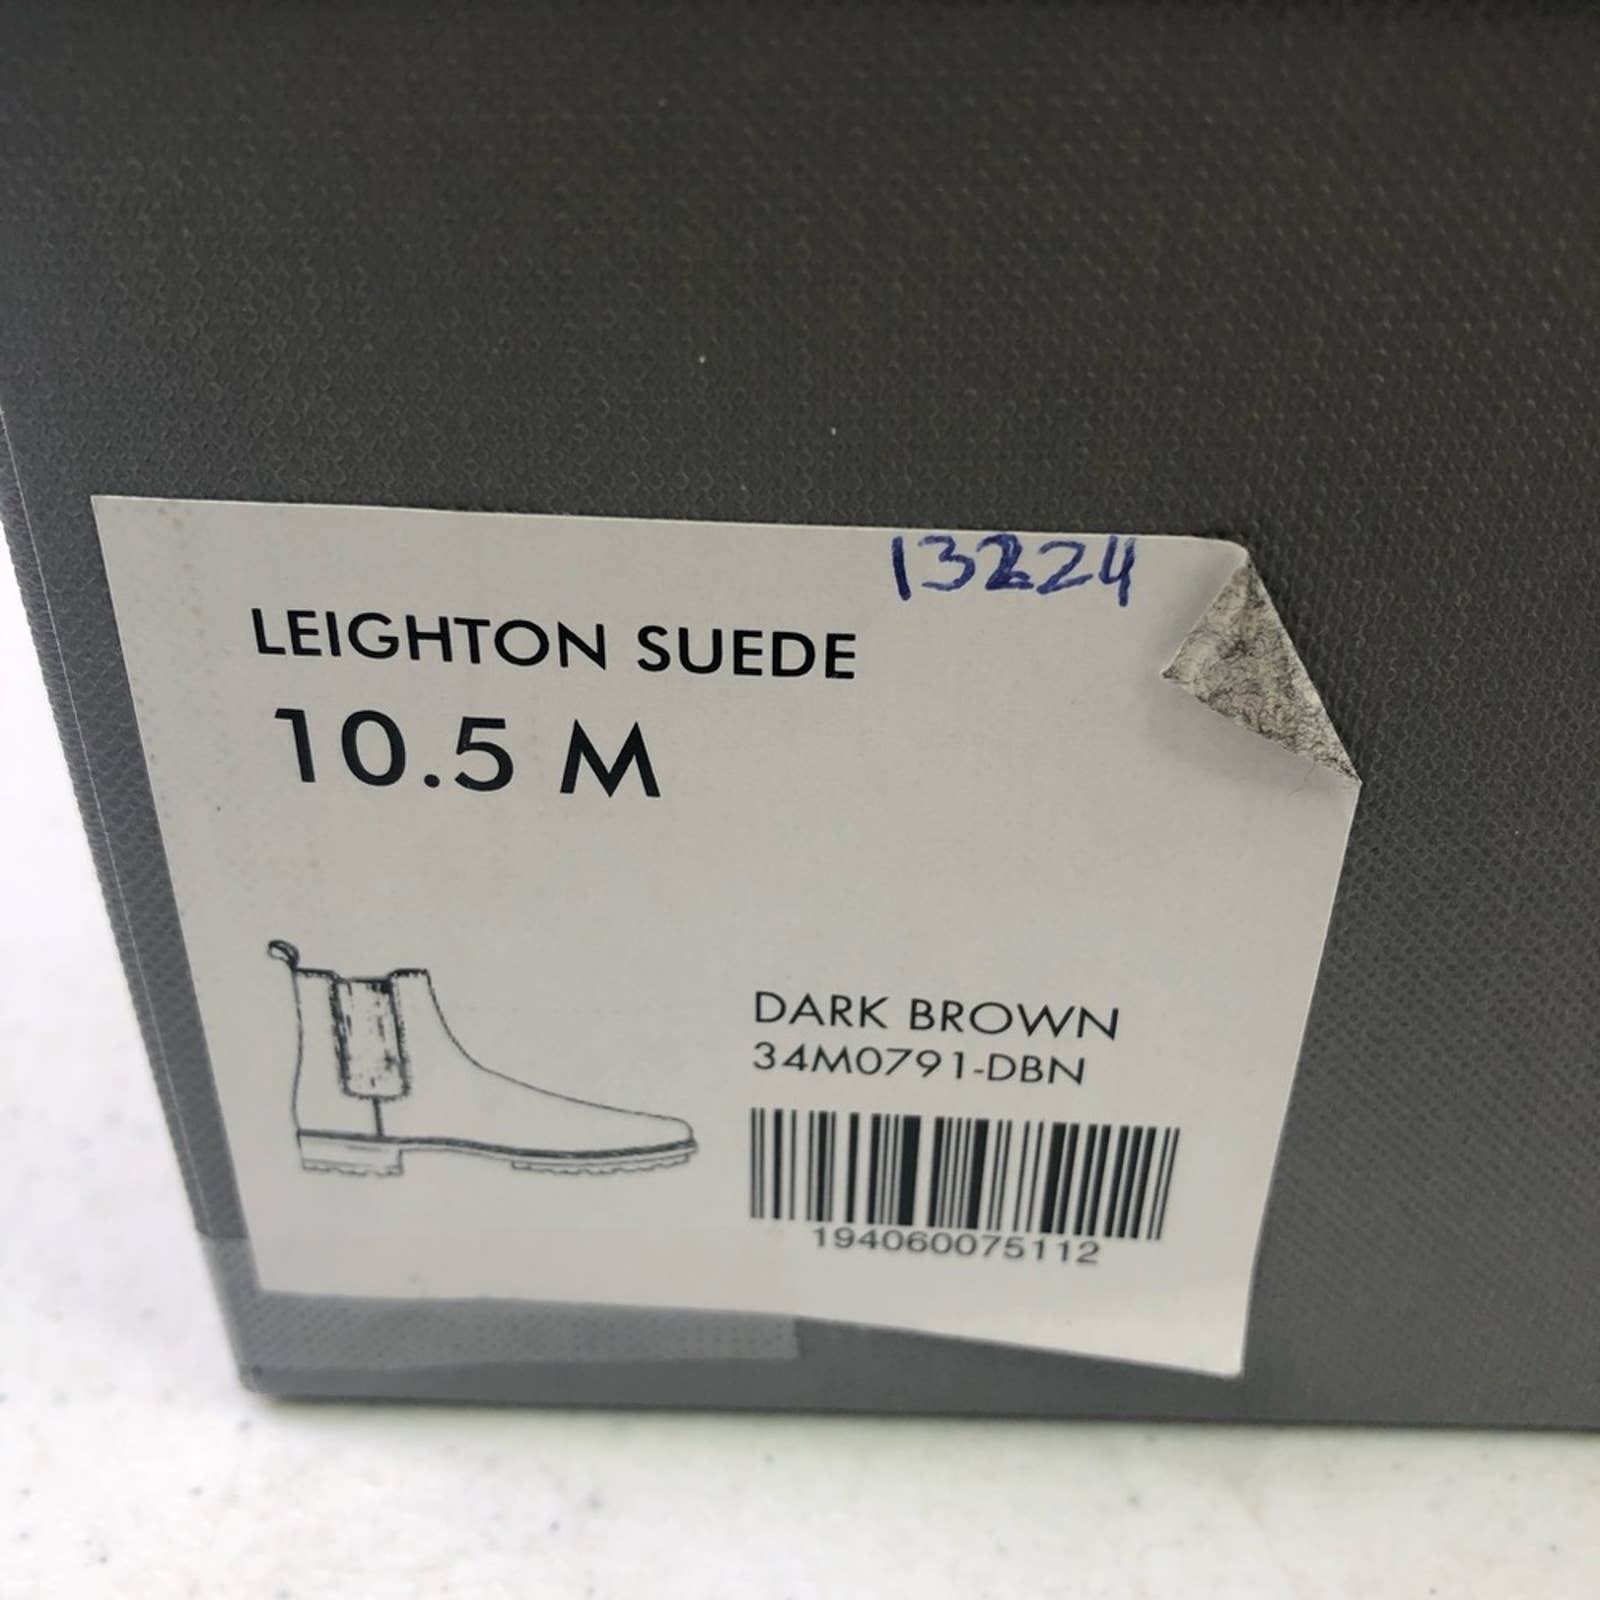 13224
LEIGHTON SUEDE
10.5 M
DARK BROWN
34M0791-DBN
194060075112